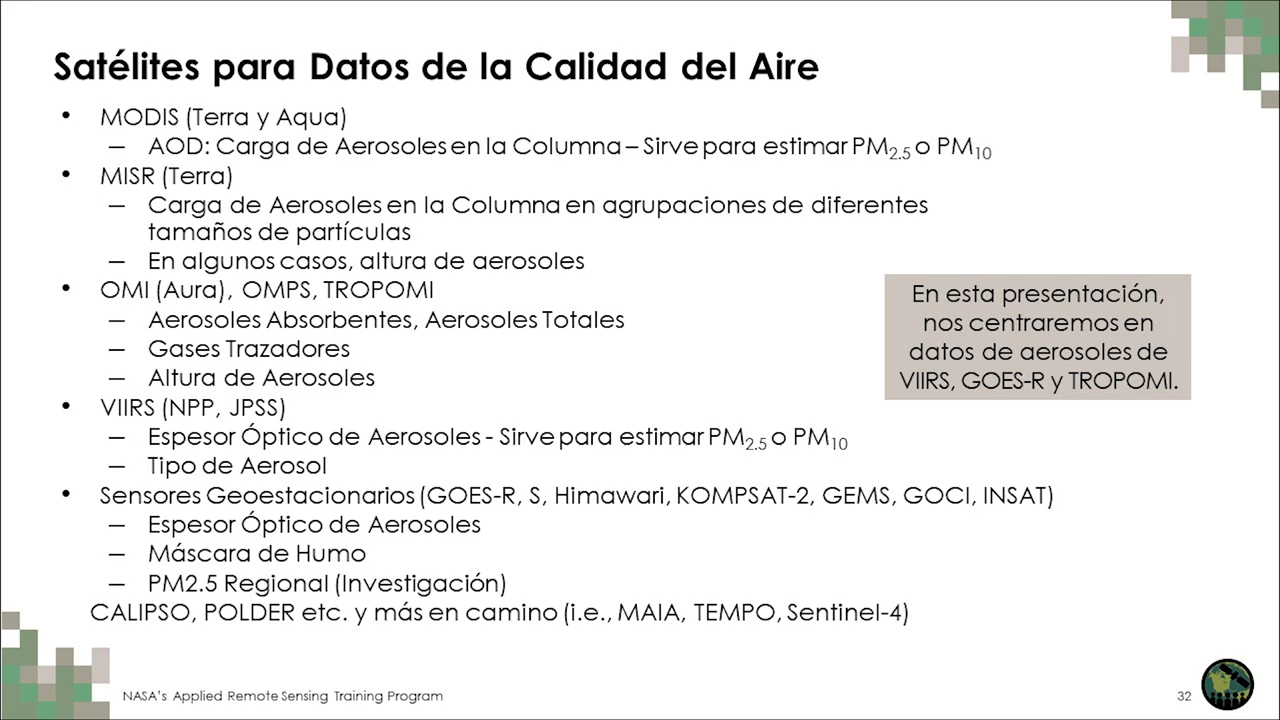 Satélites para Datos de la Calidad del Aire
• MODIS (Terra y Aqua)
– AOD: Carga de Aerosoles en la Columna – Sirve para estimar PM2.5 o PM10
• MISR (Terra)
– Carga de Aerosoles en la Columna en agrupaciones de diferentes
tamaños de partículas
– En algunos casos, altura de aerosoles
• OMI (Aura), OMPS, TROPOMI
– Aerosoles Absorbentes, Aerosoles Totales
– Gases Trazadores
– Altura de Aerosoles
• VIIRS (NPP, JPSS)
– Espesor Óptico de Aerosoles - Sirve para estimar PM2.5 o PM10
– Tipo de Aerosol
• Sensores Geoestacionarios (GOES-R, S, Himawari, KOMPSAT-2, GEMS, GOCI, INSAT)
– Espesor Óptico de Aerosoles
– Máscara de Humo
– PM2.5 Regional (Investigación)
CALIPSO, POLDER etc. y más en camino (i.e., MAIA, TEMPO, Sentinel-4)
En esta presentación,
nos centraremos en
datos de aerosoles de
VIIRS, GOES-R y TROPOMI.
NASA's Applied Remote Sensing Training Program
32